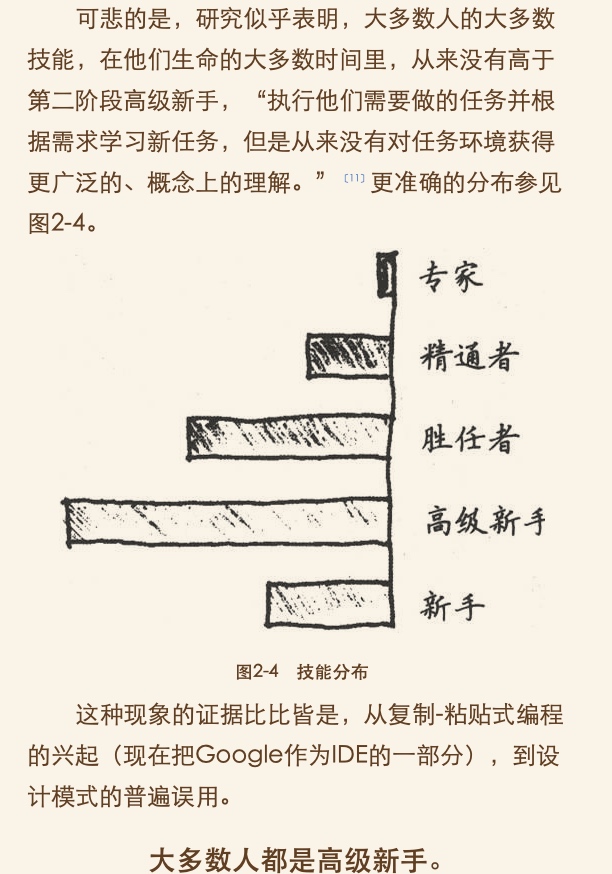 可悲的是，研究似乎表明，大多数人的大多数
技能，在他们生命的大多数时间里，从来没有高于
第二阶段高级新手，“执行他们需要做的任务并根
据需求学习新任务，但是从来没有对任务环境获得
更广泛的、概念上的理解。”〔11〕更准确的分布参见
图2-4。
专家
精通者
胜任者
高级新手
新手
图2-4 技能分布
这种现象的证据比比皆是，从复制-粘贴式编程
的兴起（现在把Google作为IDE的一部分），到设
计模式的普遍误用。
大多数人都是高级新手。